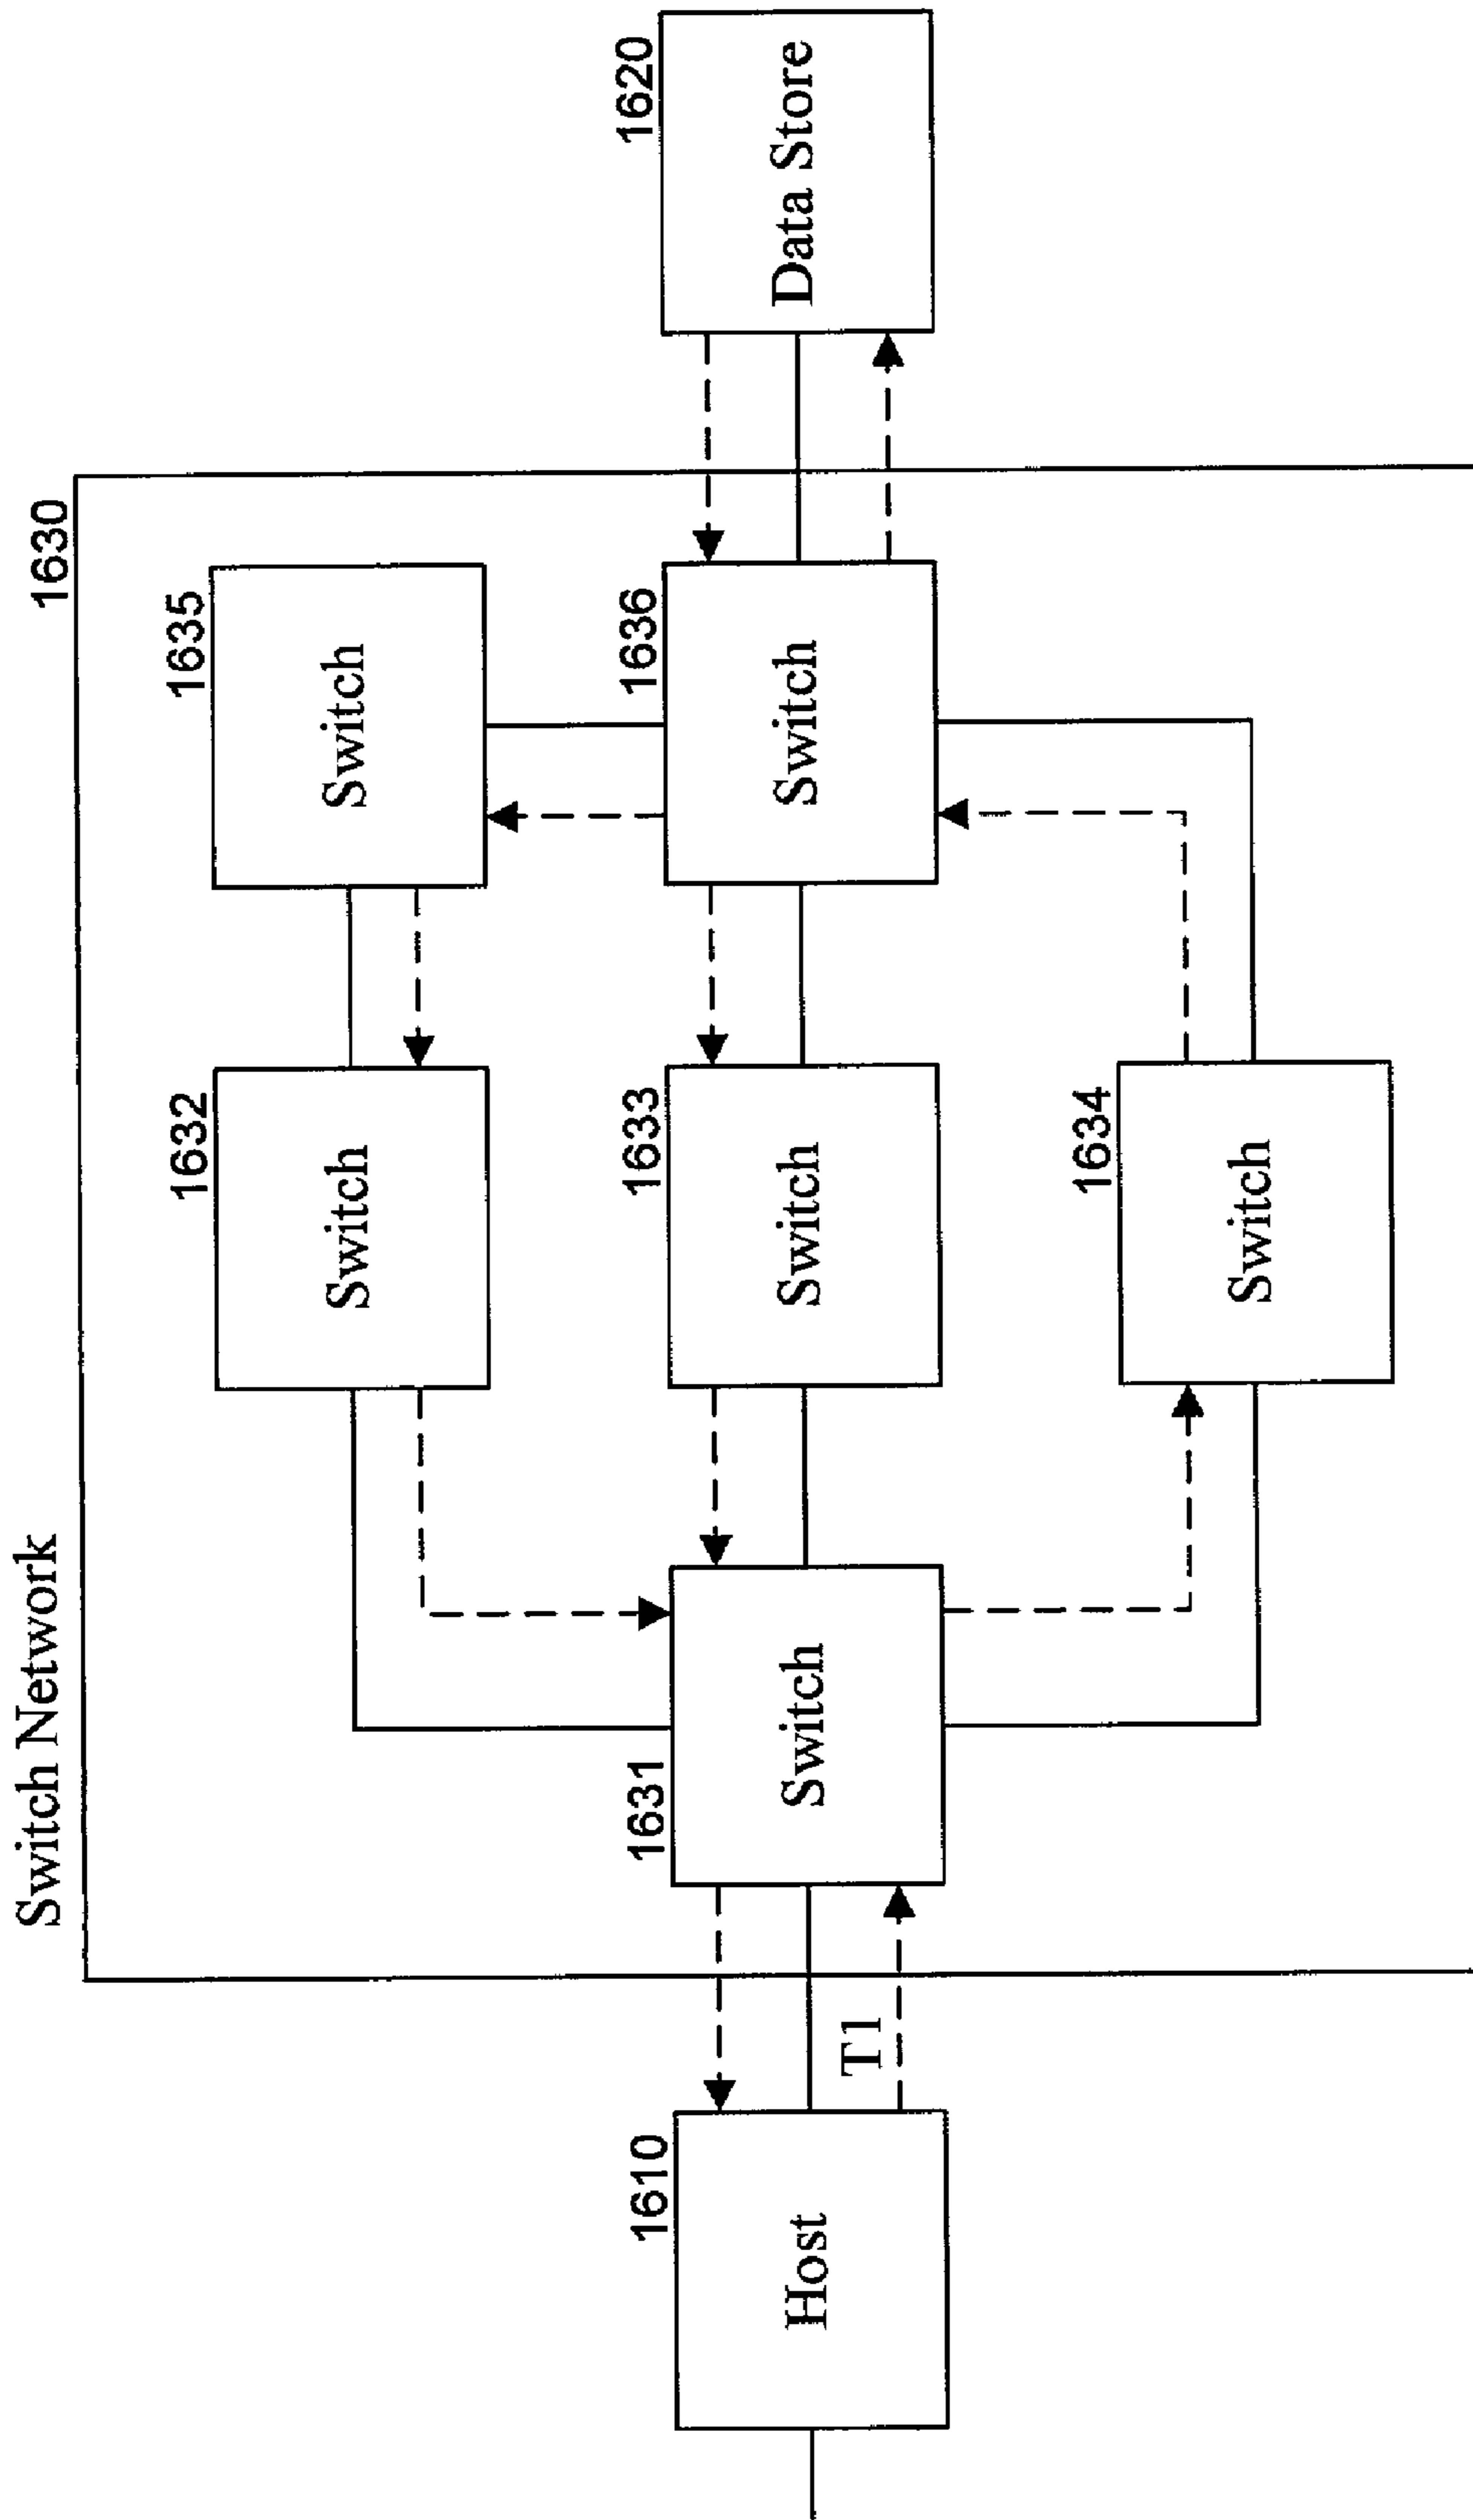 Switch Network
1630
1632
Switch
1635
Switch
1610
Host
T1
1631
Switch
1633
Switch
1636
Switch
1620
Data Store
1634
Switch